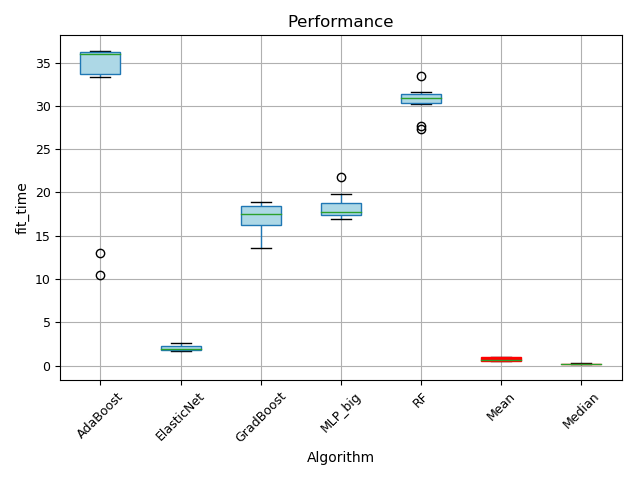 Performance
fit_time
35
30
25
20
15
10
5
0
AdaBoost
ElasticNet
GradBoost
MLP_big
RF
Mean
Median
Algorithm